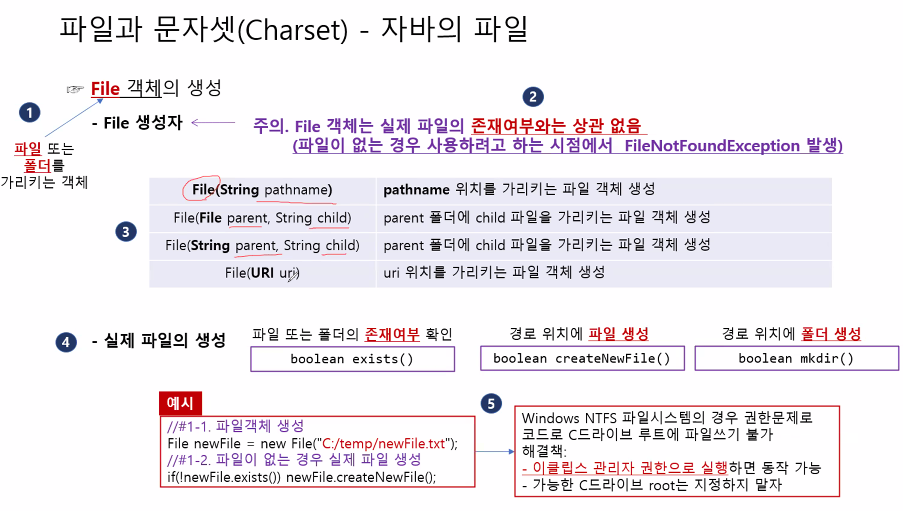 파일과 문자셋(Charset) - 자바의 파일
☞ File 객체의 생성
1
2
- File 생성자
주의. File 객체는 실제 파일의 존재여부와는 상관 없음
(파일이 없는 경우 사용하려고 하는 시점에서 FileNotFoundException 발생)
파일 또는
폴더를
가리키는 객체
3
File(String pathname) pathname 위치를 가리키는 파일 객체 생성
File(File parent, String child) parent 폴더에 child 파일을 가리키는 파일 객체 생성
File(String parent, String child) parent 폴더에 child 파일을 가리키는 파일 객체 생성
File(URI uri) uri 위치를 가리키는 파일 객체 생성
4
- 실제 파일의 생성
파일 또는 폴더의 존재여부 확인
boolean exists()
경로 위치에 파일 생성
boolean createNewFile()
경로 위치에 폴더 생성
boolean mkdir()
예시
//#1-1. 파일객체 생성
File newFile = new File("C:/temp/newFile.txt");
//#1-2. 파일이 없는 경우 실제 파일 생성
if(!newFile.exists()) newFile.createNewFile();
5
Windows NTFS 파일시스템의 경우 권한문제로
코드로 C드라이브 루트에 파일쓰기 불가
해결책:
- 이클립스 관리자 권한으로 실행하면 동작 가능
- 가능한 C드라이브 root는 지정하지 말자